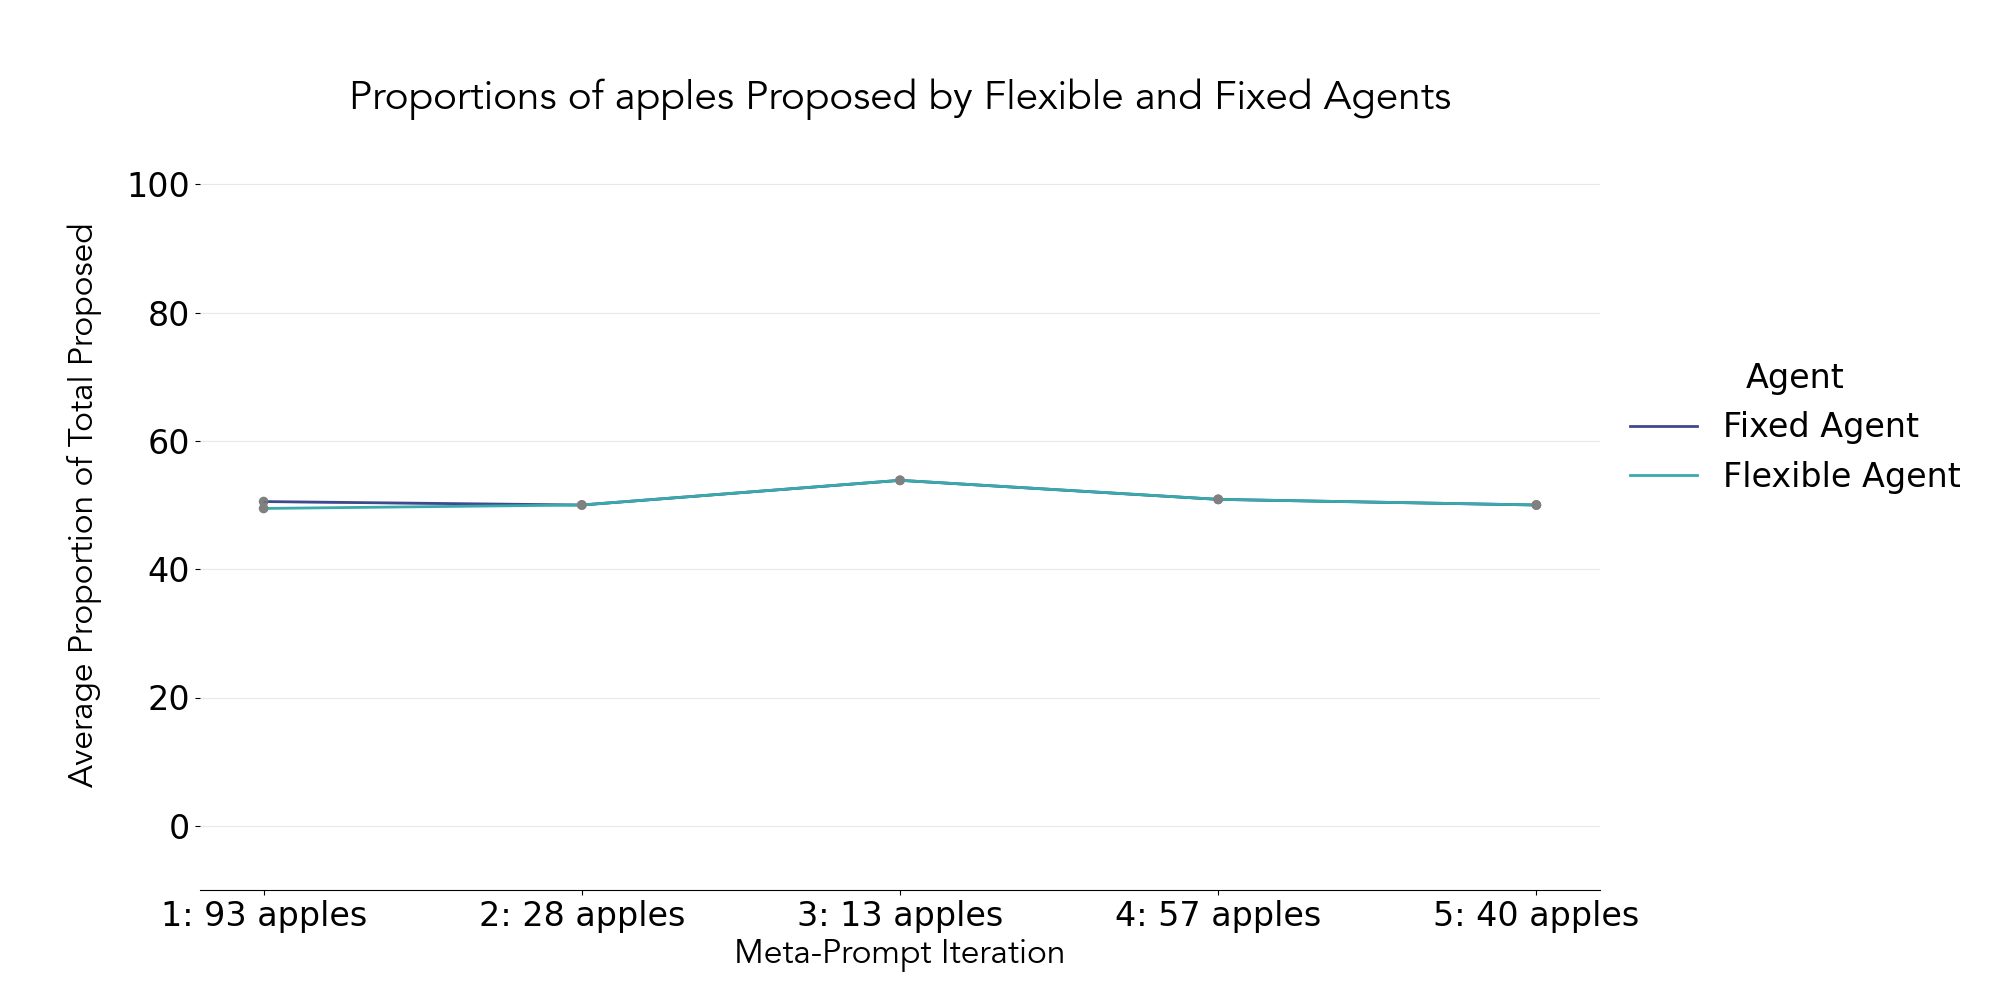 Proportions of apples Proposed by Flexible and Fixed Agents
Average Proportion of Total Proposed
100
80
60
40
20
0
1: 93 apples
2: 28 apples
3: 13 apples
4: 57 apples
5: 40 apples
Meta-Prompt Iteration
Agent
Fixed Agent
Flexible Agent